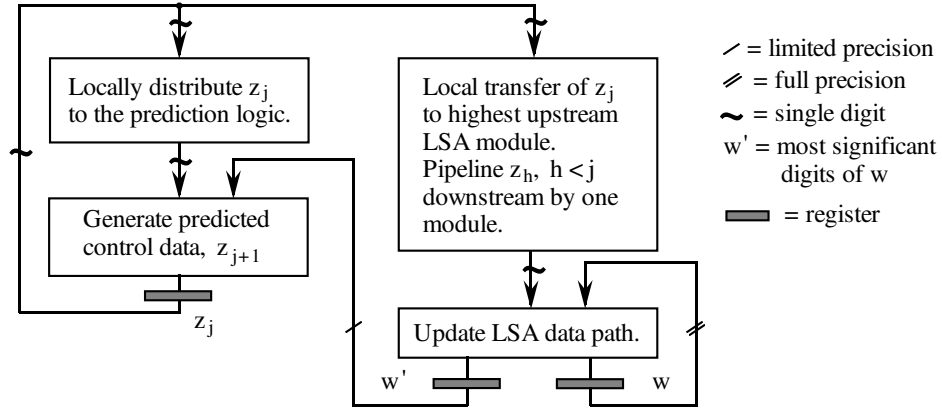 Locally distribute z_j
to the prediction logic.
Generate predicted
control data, z_{j+1}
z_j
Local transfer of z_j
to highest upstream
LSA module.
Pipeline z_h, h < j
downstream by one
module.
Update LSA data path.
w'
w
= limited precision
= full precision
= single digit
w' = most significant
digits of w
= register